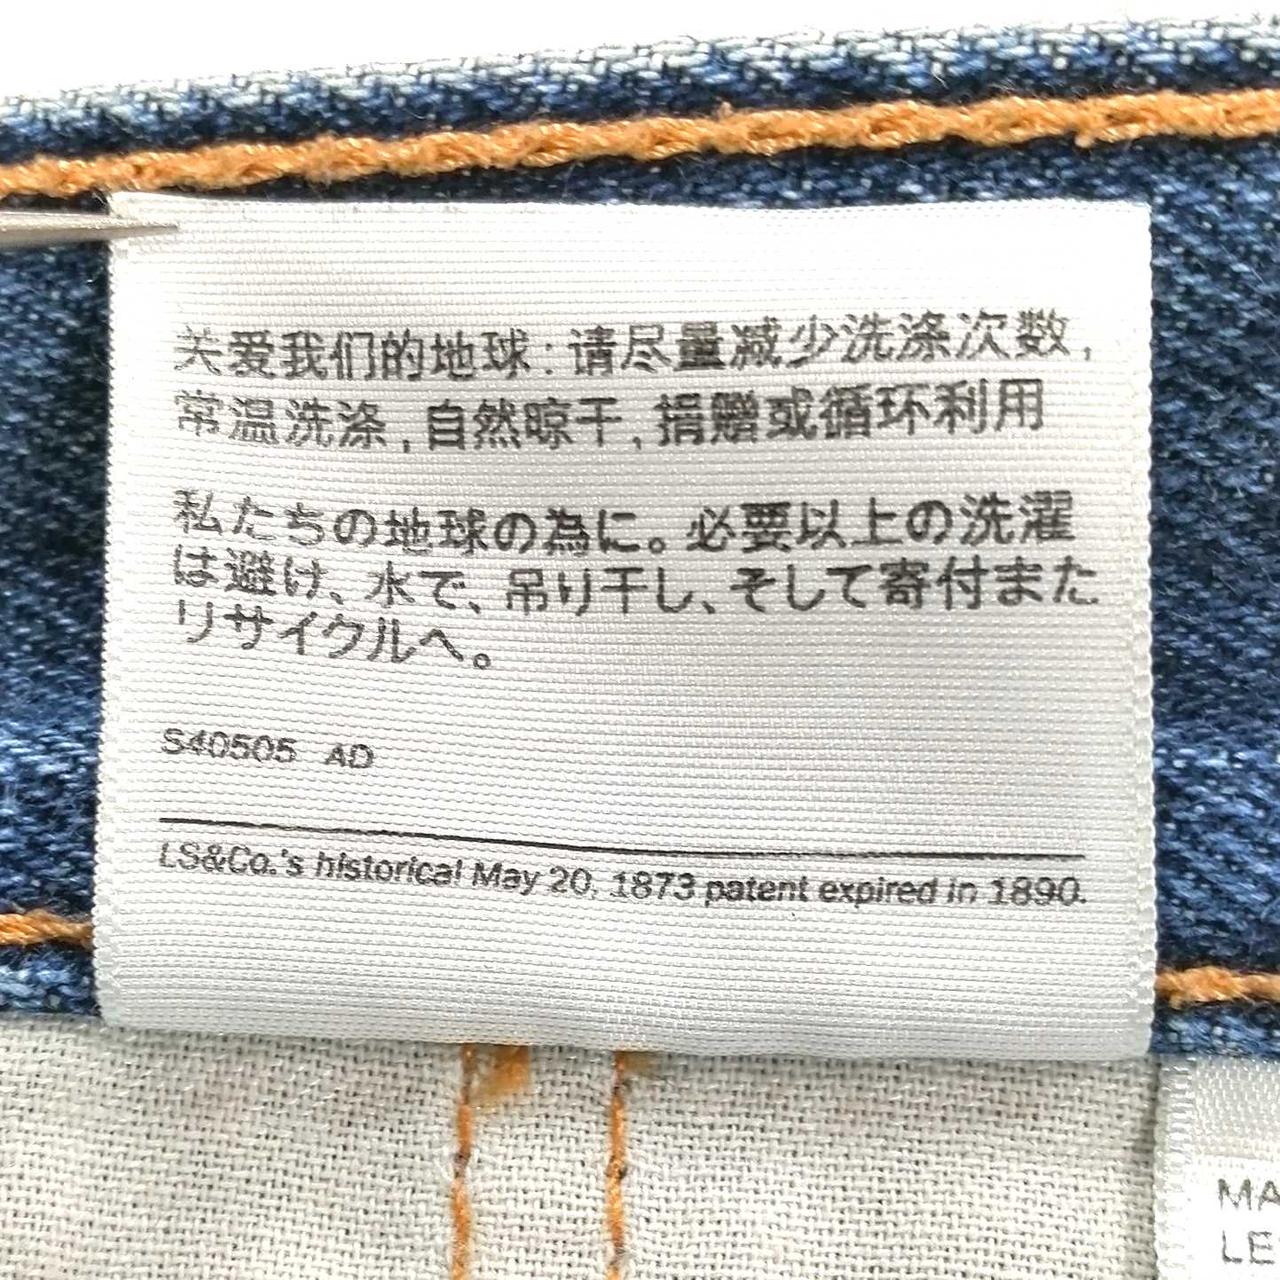 关爱我们的地球:请尽量减少洗涤次数,
常温洗涤,自然晾干,捐赠或循环利用
私たちの地球の為に。必要以上の洗濯
は避け、水で、吊り干し、そして寄付また
リサイクルへ。
S40505 AD
LS&Co.'s historical May 20, 1873 patent expired in 1890.
MA
LE